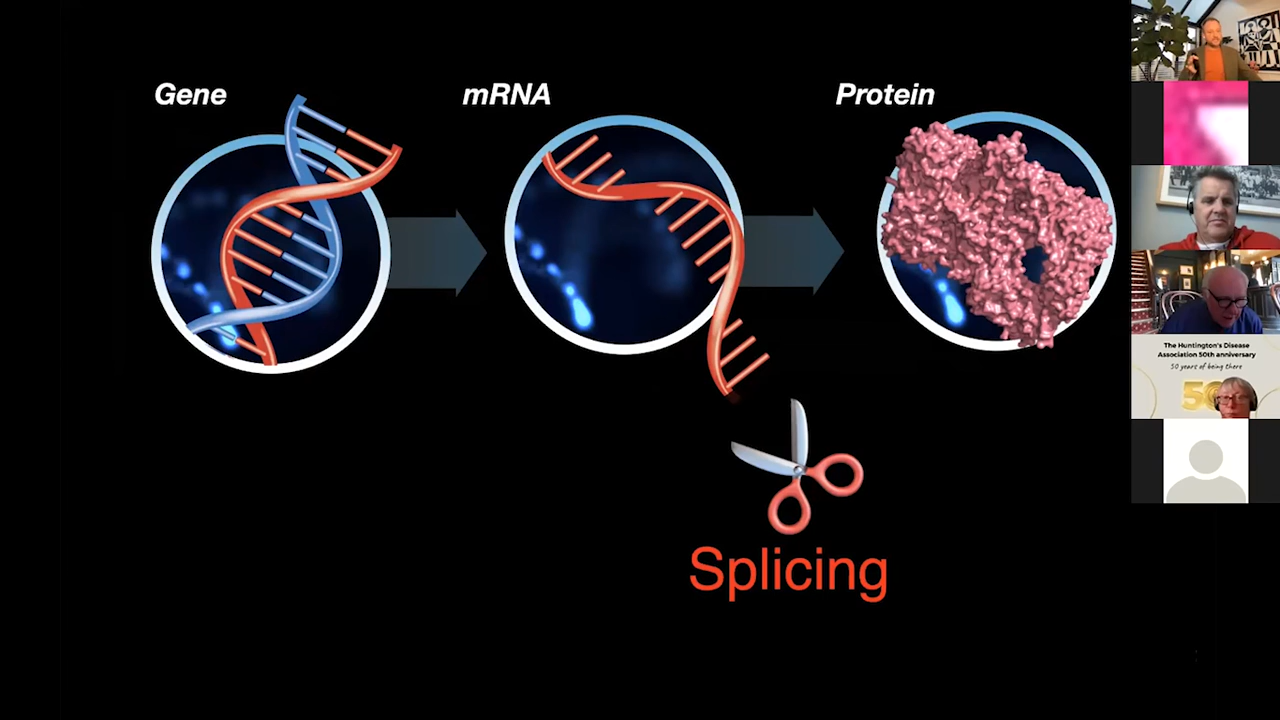 Gene
mRNA
Protein
Splicing
The Huntington's Disease
Association 50th anniversary
50 years of being there